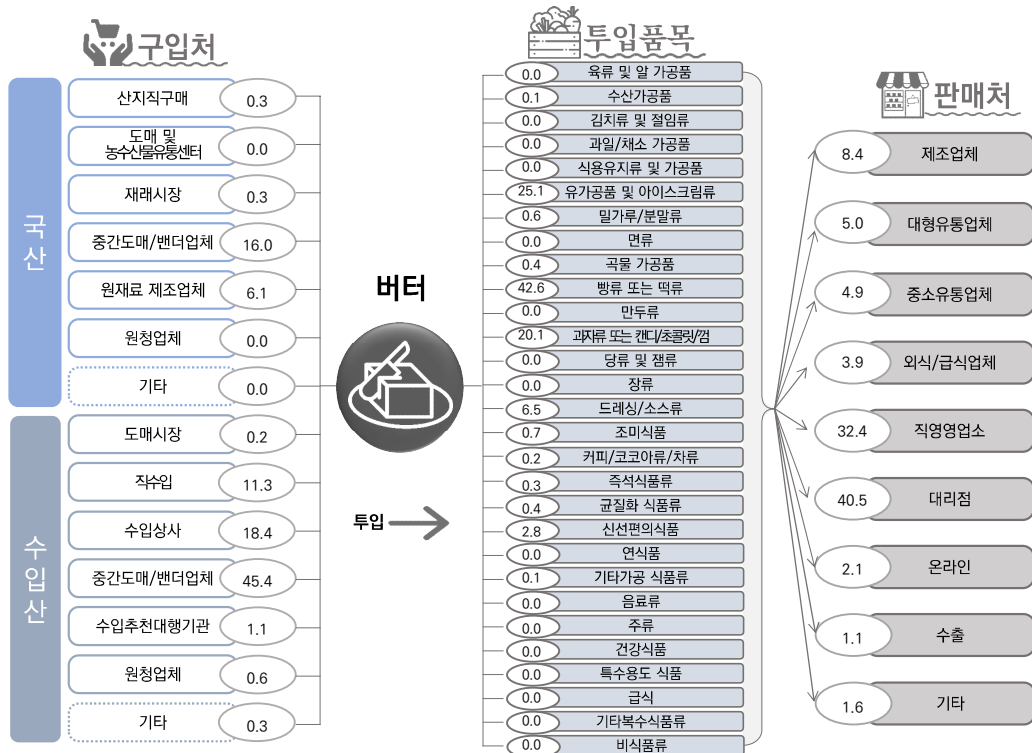 구입처
국산
산지직구매 0.3
도매 및
농수산물유통센터 0.0
재래시장 0.3
중간도매/밴더업체 16.0
원재료 제조업체 6.1
원청업체 0.0
기타 0.0
수입산
도매시장 0.2
직수입 11.3
수입상사 18.4
중간도매/밴더업체 45.4
수입추천대행기관 1.1
원청업체 0.6
기타 0.3
버터
투입
투입품목
0.0 육류 및 알 가공품
0.1 수산가공품
0.0 김치류 및 절임류
0.0 과일/채소 가공품
0.0 식용유지류 및 가공품
25.1 유가공품 및 아이스크림류
0.6 밀가루/분말류
0.0 면류
0.4 곡물 가공품
42.6 빵류 또는 떡류
0.0 만두류
20.1 과자류 또는 캔디/초콜릿/껌
0.0 당류 및 잼류
0.0 장류
6.5 드레싱/소스류
0.7 조미식품
0.2 커피/코코아류/차류
0.3 즉석식품류
0.4 균질화 식품류
2.8 신선편의식품
0.0 연식품
0.1 기타가공 식품류
0.0 음료류
0.0 주류
0.0 건강식품
0.0 특수용도 식품
0.0 급식
0.0 기타복수식품류
0.0 비식품류
판매처
8.4 제조업체
5.0 대형유통업체
4.9 중소유통업체
3.9 외식/급식업체
32.4 직영영업소
40.5 대리점
2.1 온라인
1.1 수출
1.6 기타